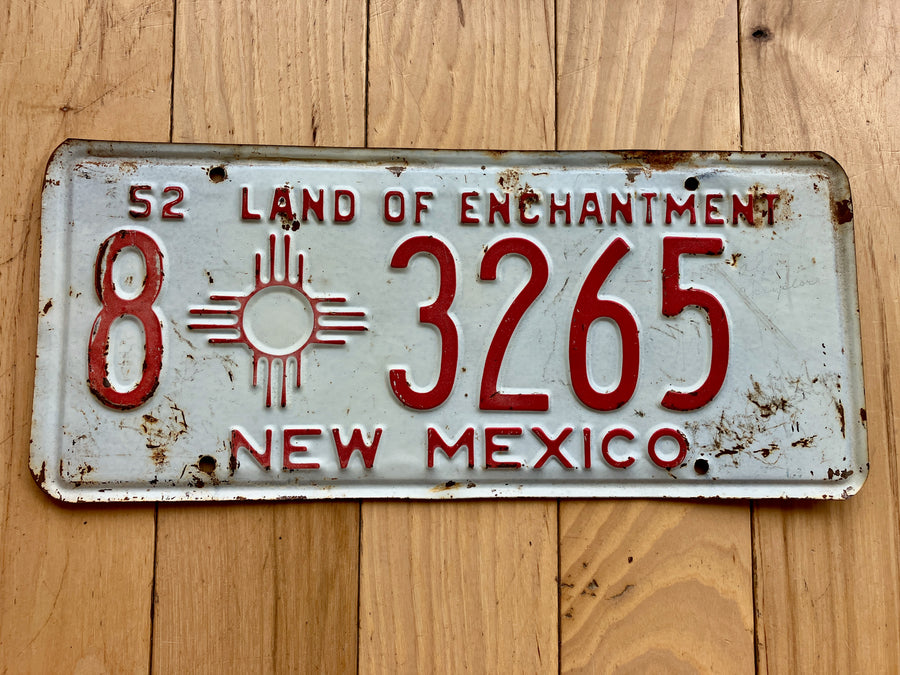 52 LAND OF ENCHANTMENT
8 3265
NEW MEXICO